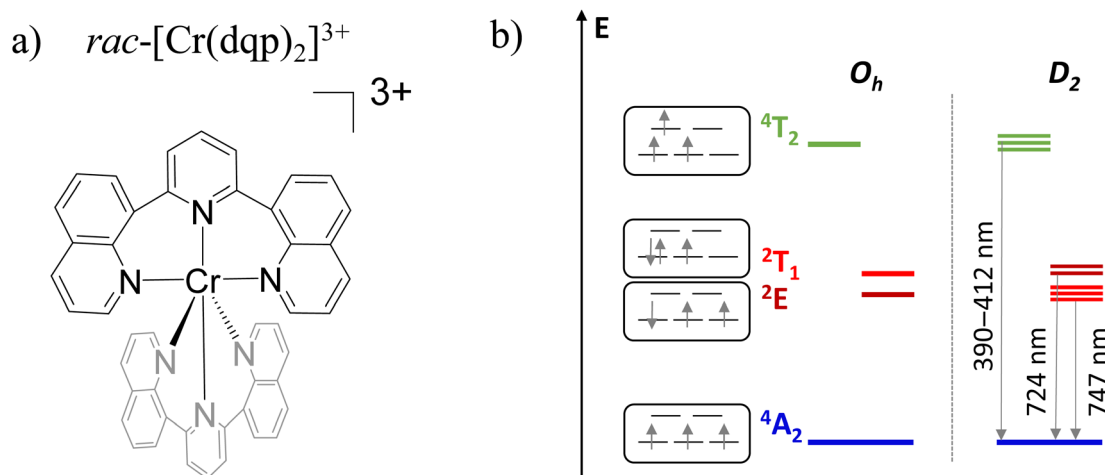 a) rac-[Cr(dqp)₂]³⁺
3+
N
N
Cr
N
N
N
N
b)
E
Oₕ
D₂
⁴T₂
²T₁
²E
⁴A₂
390–412 nm
724 nm
747 nm